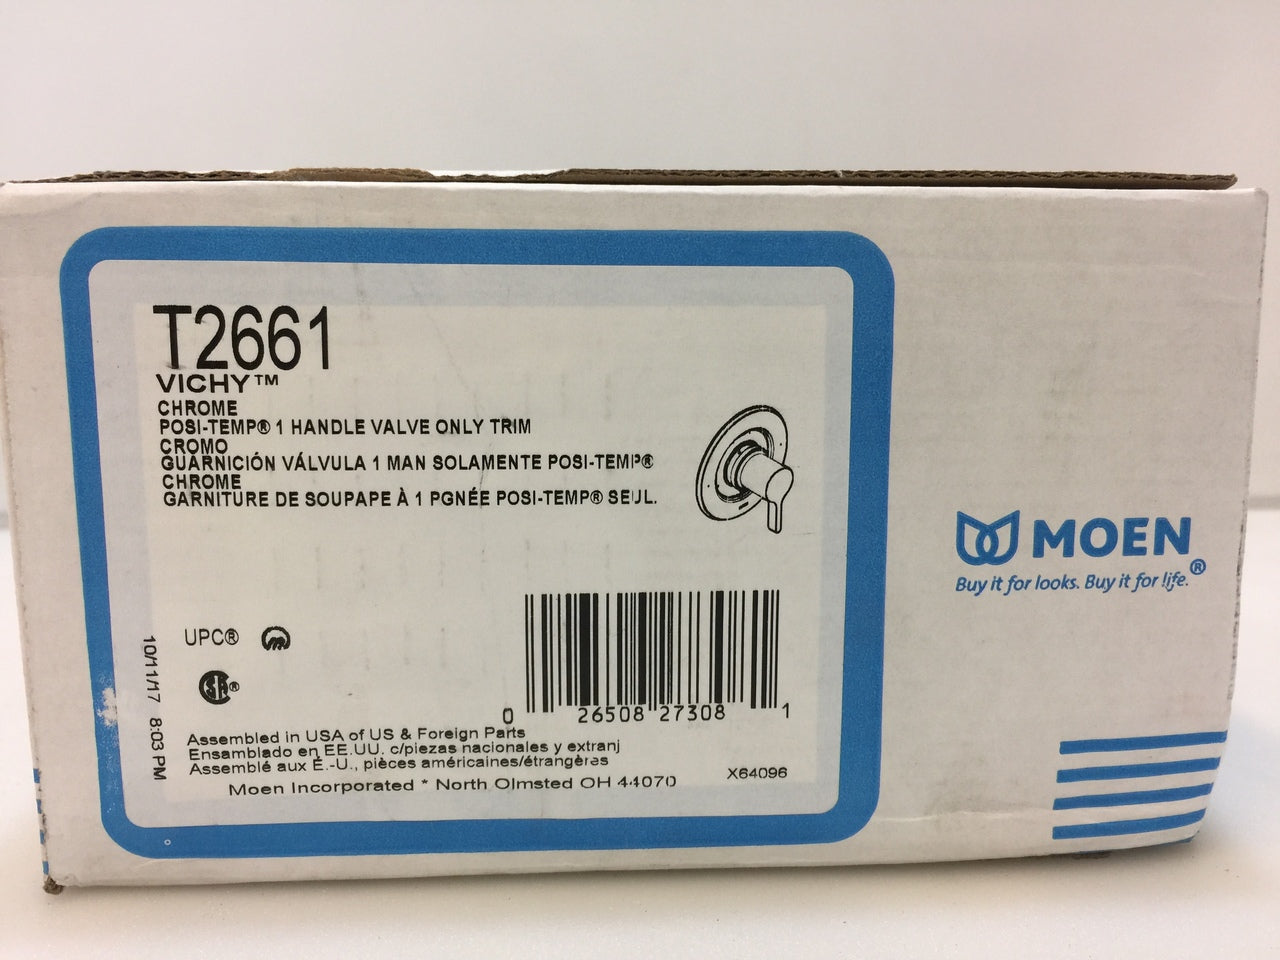 T2661
VICHY™
CHROME
POSI-TEMP® 1 HANDLE VALVE ONLY TRIM
CROMO
GUARNICIÓN VÁLVULA 1 MAN SOLAMENTE POSI-TEMP®
CHROME
GARNITURE DE SOUPAPE À 1 PGNÉE POSI-TEMP® SEUL.
MOEN
Buy it for looks. Buy it for life.®
UPC®
10/11/17 8:03 PM
0 26508 27308 1
Assembled in USA of US & Foreign Parts
Ensamblado en EE.UU. c/piezas nacionales y extranj
Assemblé aux É.-U., pièces américaines/étrangères
X64096
Moen Incorporated * North Olmsted OH 44070